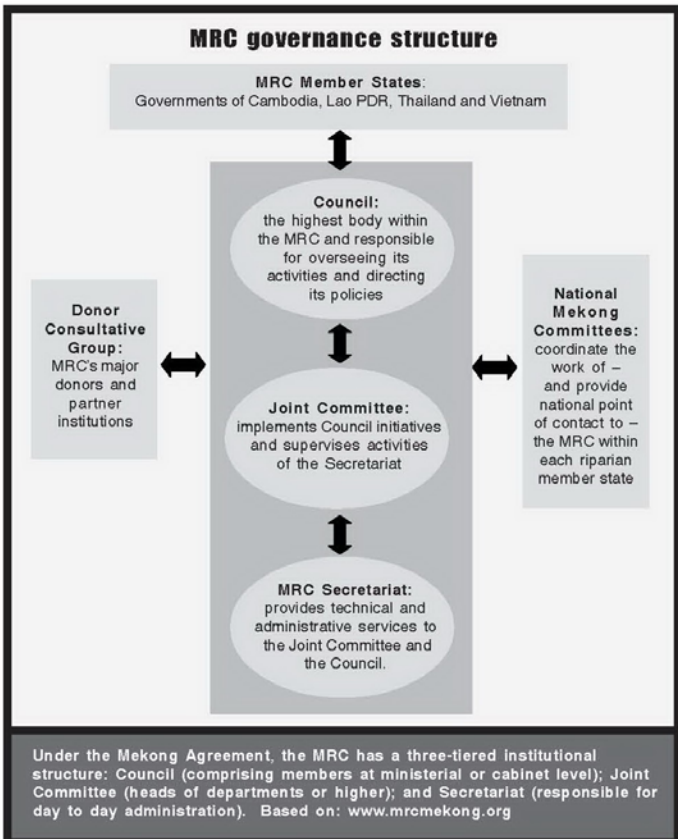 MRC governance structure
MRC Member States:
Governments of Cambodia, Lao PDR, Thailand and Vietnam
Council:
the highest body within
the MRC and responsible
for overseeing its
activities and directing
its policies
Donor
Consultative
Group:
MRC's major
donors and
partner
institutions
National
Mekong
Committees:
coordinate the
work of –
and provide
national point
of contact to –
the MRC within
each riparian
member state
Joint Committee:
implements Council initiatives
and supervises activities
of the Secretariat
MRC Secretariat:
provides technical and
administrative services to
the Joint Committee and
the Council.
Under the Mekong Agreement, the MRC has a three-tiered institutional
structure: Council (comprising members at ministerial or cabinet level); Joint
Committee (heads of departments or higher); and Secretariat (responsible for
day to day administration). Based on: www.mrcmekong.org